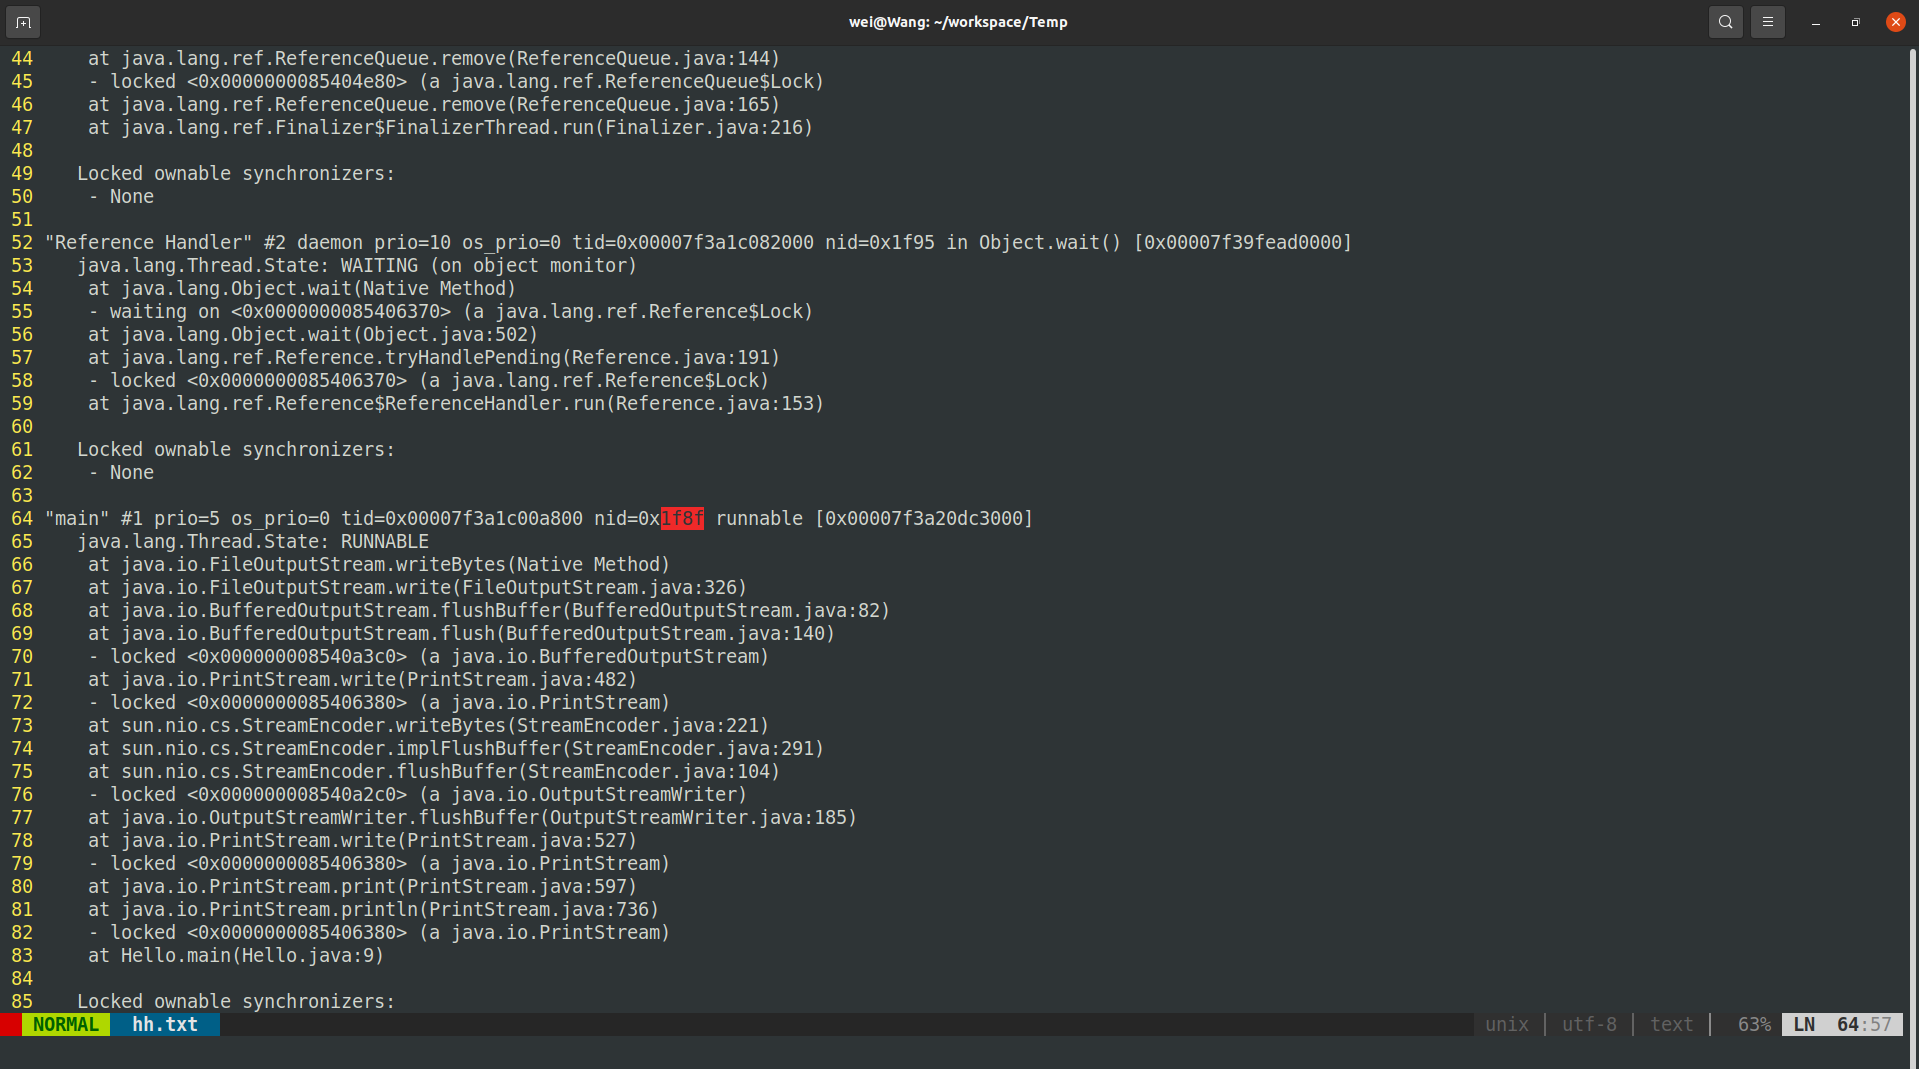 wei@Wang: ~/workspace/Temp
44     at java.lang.ref.ReferenceQueue.remove(ReferenceQueue.java:144)
45     - locked <0x0000000085404e80> (a java.lang.ref.ReferenceQueue$Lock)
46     at java.lang.ref.ReferenceQueue.remove(ReferenceQueue.java:165)
47     at java.lang.ref.Finalizer$FinalizerThread.run(Finalizer.java:216)
48
49    Locked ownable synchronizers:
50     - None
51
52 "Reference Handler" #2 daemon prio=10 os_prio=0 tid=0x00007f3a1c082000 nid=0x1f95 in Object.wait() [0x00007f39fead0000]
53    java.lang.Thread.State: WAITING (on object monitor)
54     at java.lang.Object.wait(Native Method)
55     - waiting on <0x0000000085406370> (a java.lang.ref.Reference$Lock)
56     at java.lang.Object.wait(Object.java:502)
57     at java.lang.ref.Reference.tryHandlePending(Reference.java:191)
58     - locked <0x0000000085406370> (a java.lang.ref.Reference$Lock)
59     at java.lang.ref.Reference$ReferenceHandler.run(Reference.java:153)
60
61    Locked ownable synchronizers:
62     - None
63
64 "main" #1 prio=5 os_prio=0 tid=0x00007f3a1c00a800 nid=0x1f8f runnable [0x00007f3a20dc3000]
65    java.lang.Thread.State: RUNNABLE
66     at java.io.FileOutputStream.writeBytes(Native Method)
67     at java.io.FileOutputStream.write(FileOutputStream.java:326)
68     at java.io.BufferedOutputStream.flushBuffer(BufferedOutputStream.java:82)
69     at java.io.BufferedOutputStream.flush(BufferedOutputStream.java:140)
70     - locked <0x000000008540a3c0> (a java.io.BufferedOutputStream)
71     at java.io.PrintStream.write(PrintStream.java:482)
72     - locked <0x0000000085406380> (a java.io.PrintStream)
73     at sun.nio.cs.StreamEncoder.writeBytes(StreamEncoder.java:221)
74     at sun.nio.cs.StreamEncoder.implFlushBuffer(StreamEncoder.java:291)
75     at sun.nio.cs.StreamEncoder.flushBuffer(StreamEncoder.java:104)
76     - locked <0x000000008540a2c0> (a java.io.OutputStreamWriter)
77     at java.io.OutputStreamWriter.flushBuffer(OutputStreamWriter.java:185)
78     at java.io.PrintStream.write(PrintStream.java:527)
79     - locked <0x0000000085406380> (a java.io.PrintStream)
80     at java.io.PrintStream.print(PrintStream.java:597)
81     at java.io.PrintStream.println(PrintStream.java:736)
82     - locked <0x0000000085406380> (a java.io.PrintStream)
83     at Hello.main(Hello.java:9)
84
85    Locked ownable synchronizers:
NORMAL hh.txt unix | utf-8 | text | 63% LN 64:57